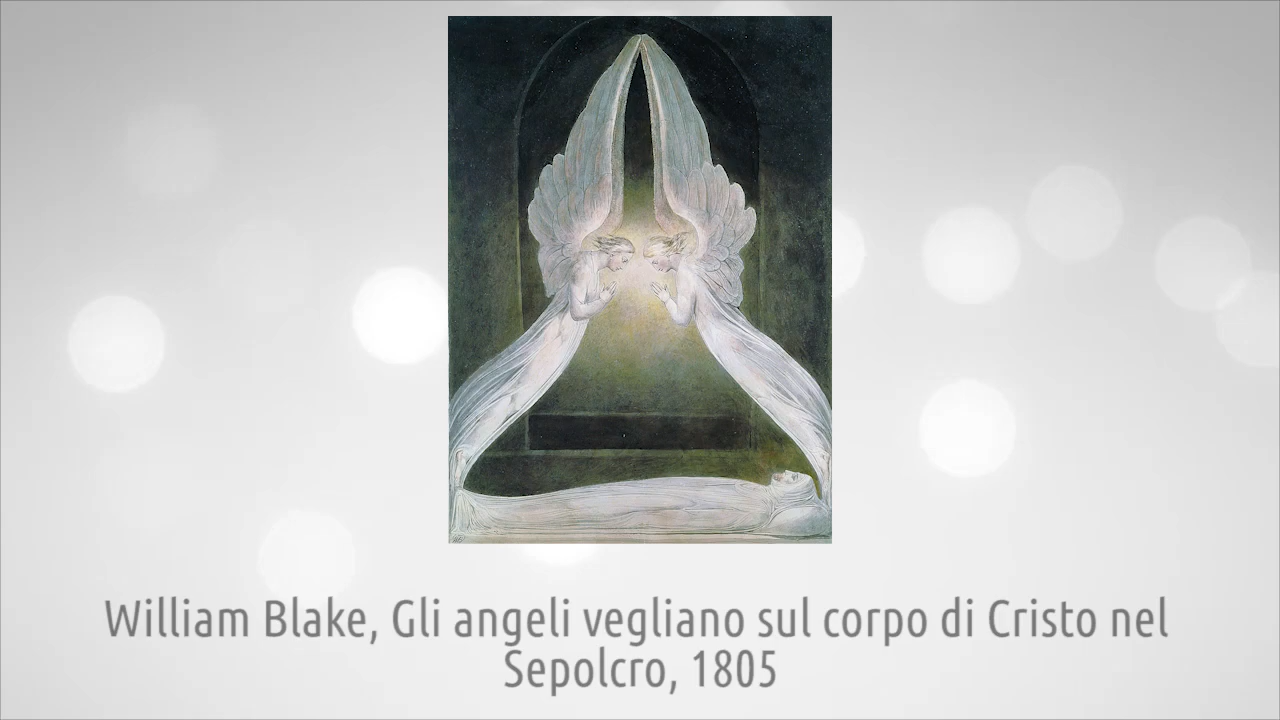 William Blake, Gli angeli vegliano sul corpo di Cristo nel
Sepolcro, 1805